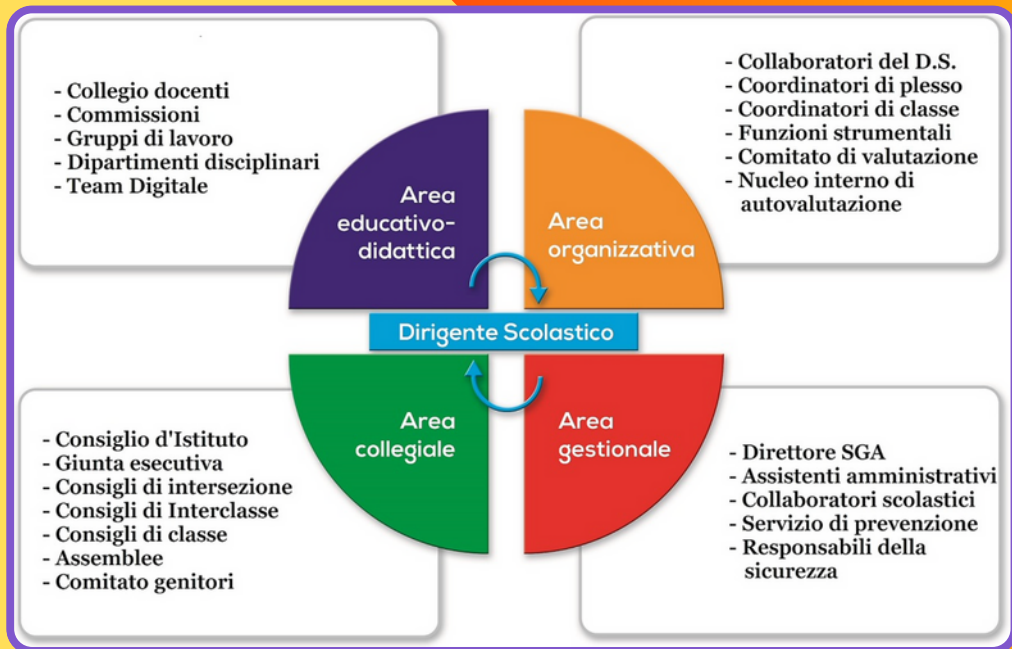 - Collegio docenti
- Commissioni
- Gruppi di lavoro
- Dipartimenti disciplinari
- Team Digitale
- Collaboratori del D.S.
- Coordinatori di plesso
- Coordinatori di classe
- Funzioni strumentali
- Comitato di valutazione
- Nucleo interno di
autovalutazione
Area
educativo-
didattica
Area
organizzativa
Dirigente Scolastico
Area
collegiale
Area
gestionale
- Consiglio d'Istituto
- Giunta esecutiva
- Consigli di intersezione
- Consigli di Interclasse
- Consigli di classe
- Assemblee
- Comitato genitori
- Direttore SGA
- Assistenti amministrativi
- Collaboratori scolastici
- Servizio di prevenzione
- Responsabili della
sicurezza